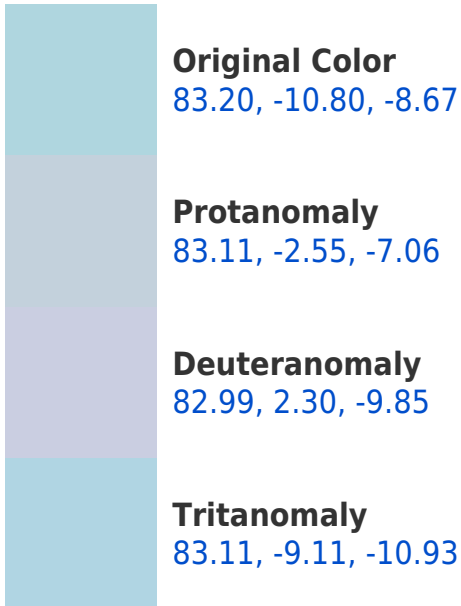 Original Color
83.20, -10.80, -8.67
Protanomaly
83.11, -2.55, -7.06
Deuteranomaly
82.99, 2.30, -9.85
Tritanomaly
83.11, -9.11, -10.93